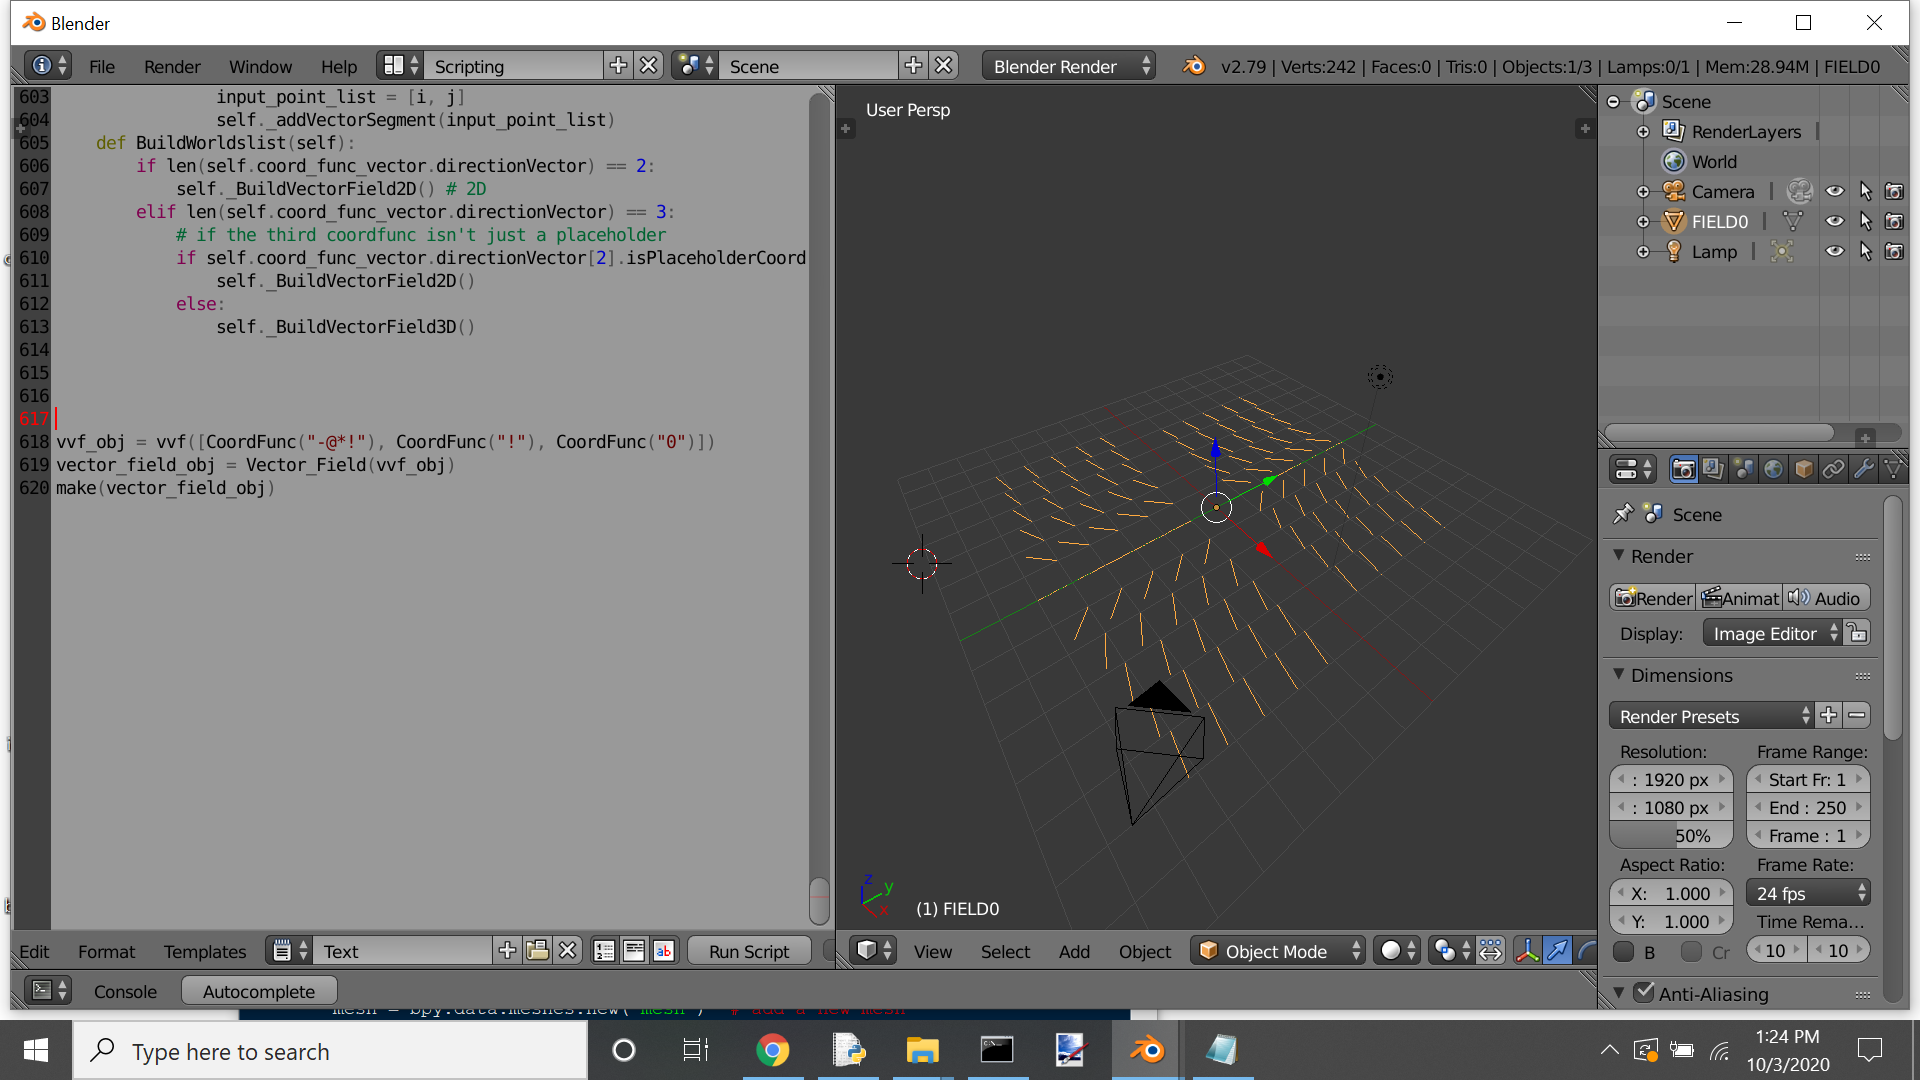 Blender
File Render Window Help Scripting Scene Blender Render v2.79 | Verts:242 | Faces:0 | Tris:0 | Objects:1/3 | Lamps:0/1 | Mem:28.94M | FIELD0
603 input_point_list = [i, j]
604 self._addVectorSegment(input_point_list)
605 def BuildWorldslist(self):
606 if len(self.coord_func_vector.directionVector) == 2:
607 self._BuildVectorField2D() # 2D
608 elif len(self.coord_func_vector.directionVector) == 3:
609 # if the third coordfunc isn't just a placeholder
610 if self.coord_func_vector.directionVector[2].isPlaceholderCoord
611 self._BuildVectorField2D()
612 else:
613 self._BuildVectorField3D()
614
615
616
617
618 vvf_obj = vvf([CoordFunc("-@*!"), CoordFunc("!"), CoordFunc("0")])
619 vector_field_obj = Vector_Field(vvf_obj)
620 make(vector_field_obj)
Edit Format Templates Text Run Script
User Persp
z
y
x
(1) FIELD0
View Select Add Object Object Mode
Scene
RenderLayers
World
Camera
FIELD0
Lamp
Scene
Render
Render Animat Audio
Display: Image Editor
Dimensions
Render Presets
Resolution: Frame Range:
: 1920 px Start Fr: 1
: 1080 px End : 250
50% Frame : 1
Aspect Ratio: Frame Rate:
X: 1.000 24 fps
Y: 1.000 Time Rema...
B Cr 10 10
Anti-Aliasing
Console Autocomplete
mesh = bpy.data.meshes.new("mesh") # add a new mesh
Type here to search
1:24 PM
10/3/2020